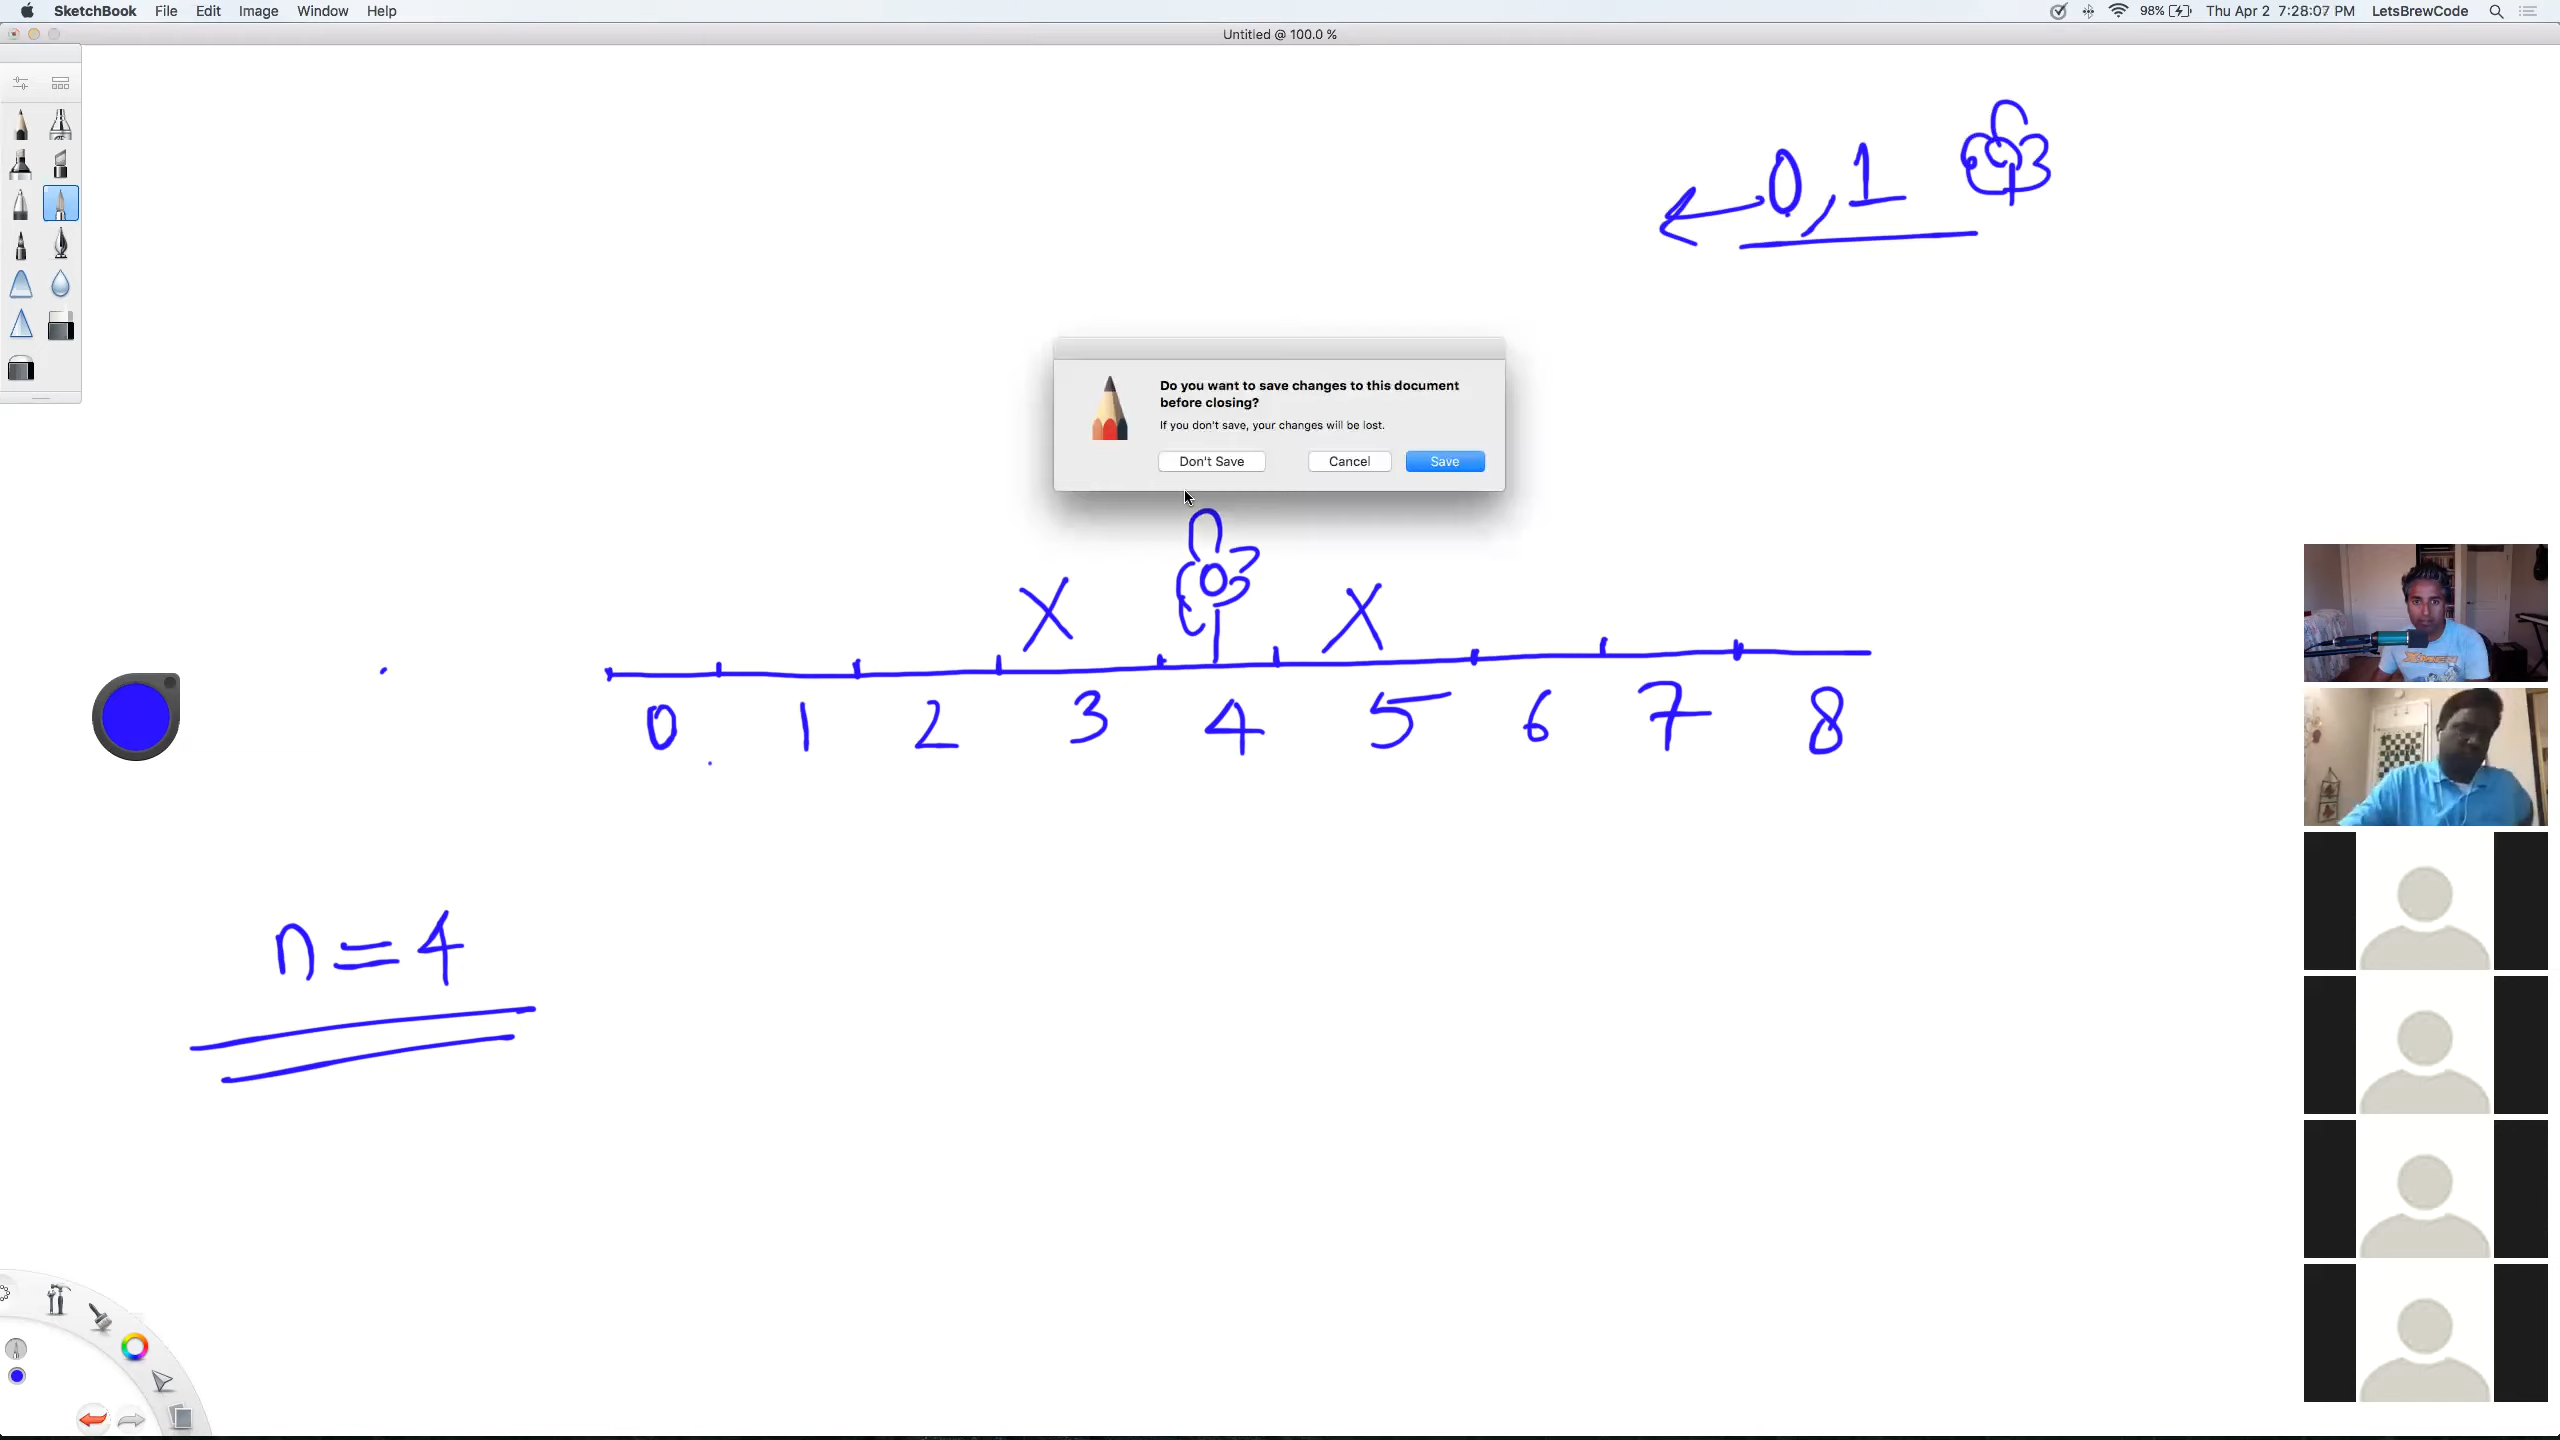 SketchBook File Edit Image Window Help 98% Thu Apr 2 7:28:07 PM LetsBrewCode
Untitled @ 100.0 %
0,1
Do you want to save changes to this document
before closing?
If you don't save, your changes will be lost.
Don't Save Cancel Save
X X
0 1 2 3 4 5 6 7 8
n=4